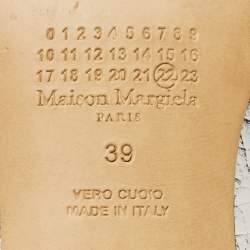 0 1 2 3 4 5 6 7 8 9
10 11 12 13 14 15 16
17 18 19 20 21 22 23
Maison Margiela
PARIS
39
VERO CUOIO
MADE IN ITALY